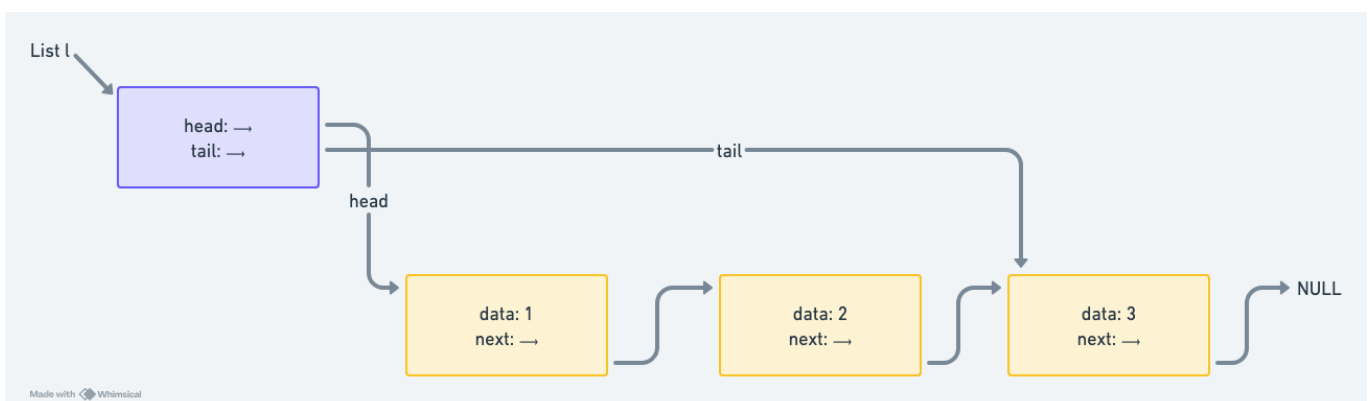 List l
head: →
tail: →
tail
head
data: 1
next: →
data: 2
next: →
data: 3
next: →
NULL
Made with Whimsical